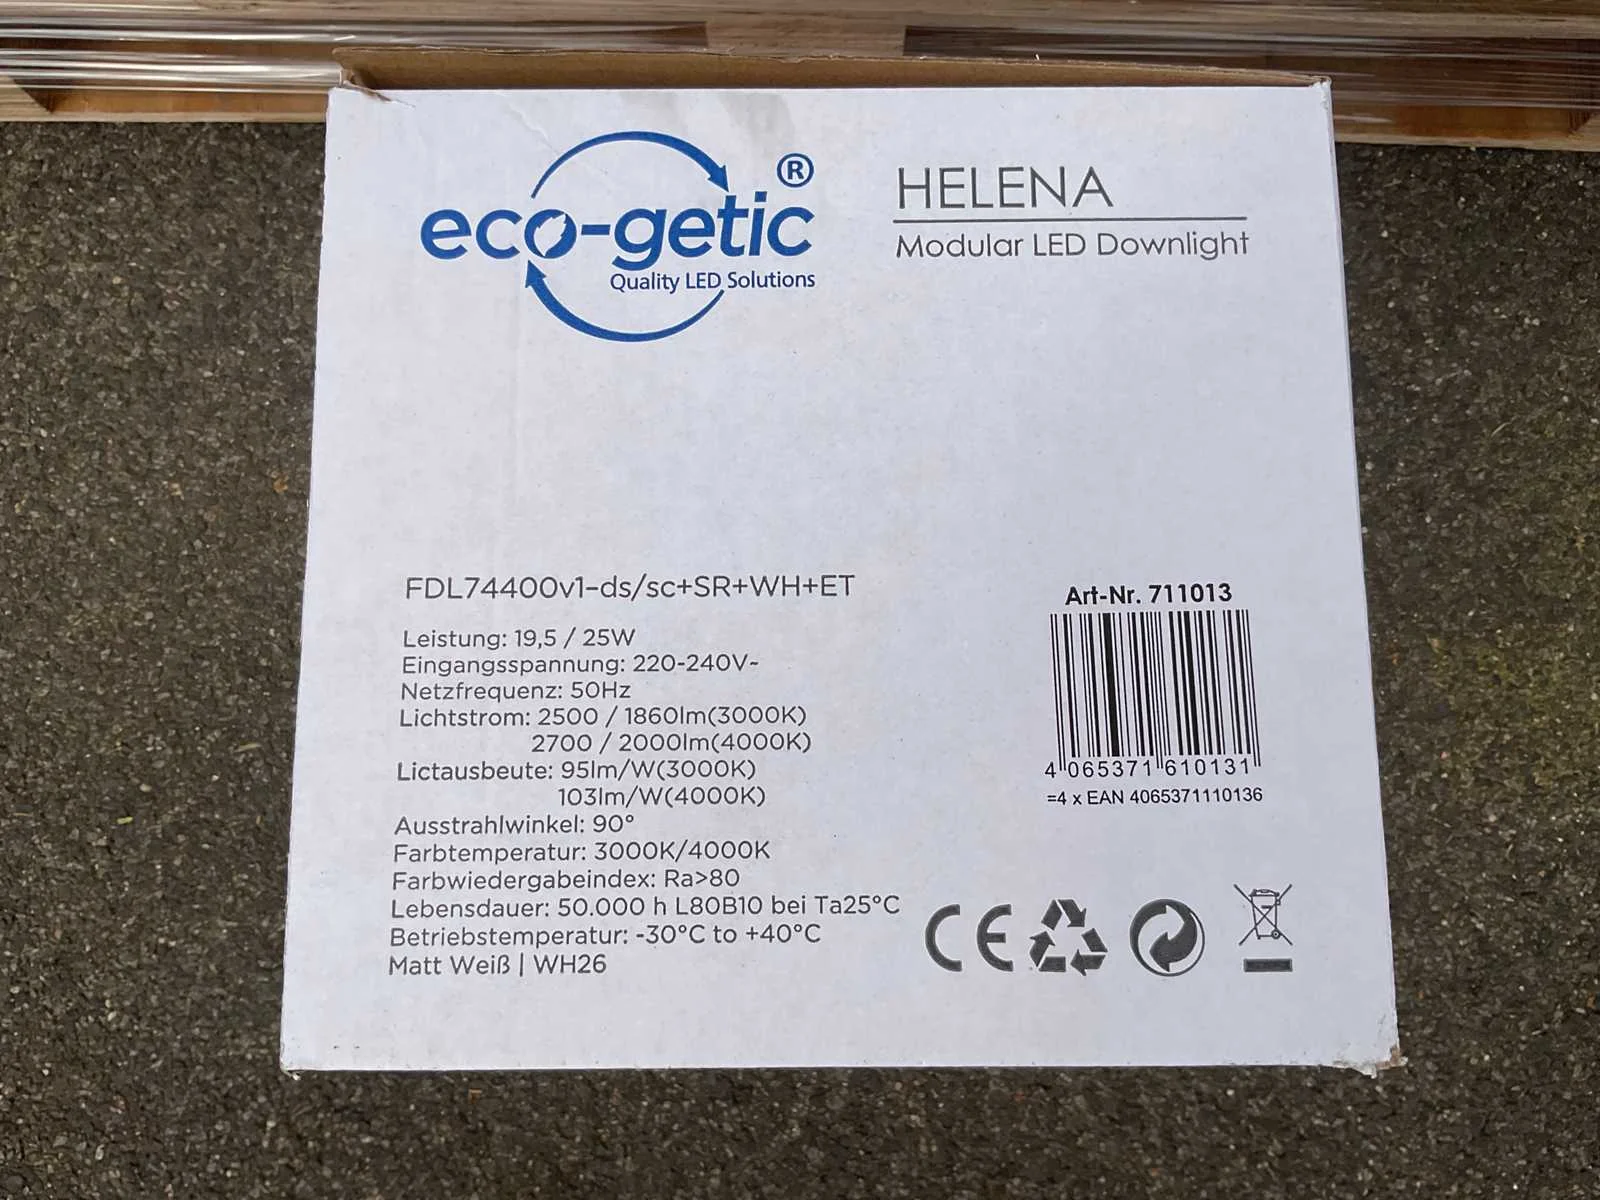 eco-getic®
Quality LED Solutions
HELENA
Modular LED Downlight
FDL74400v1-ds/sc+SR+WH+ET
Leistung: 19,5 / 25W
Eingangsspannung: 220-240V~
Netzfrequenz: 50Hz
Lichtstrom: 2500 / 1860lm(3000K)
2700 / 2000lm(4000K)
Lictausbeute: 95lm/W(3000K)
103lm/W(4000K)
Ausstrahlwinkel: 90°
Farbtemperatur: 3000K/4000K
Farbwiedergabeindex: Ra>80
Lebensdauer: 50.000 h L80B10 bei Ta25°C
Betriebstemperatur: -30°C to +40°C
Matt Weiß | WH26
Art-Nr. 711013
4 065371 610131
=4 x EAN 4065371110136
CE